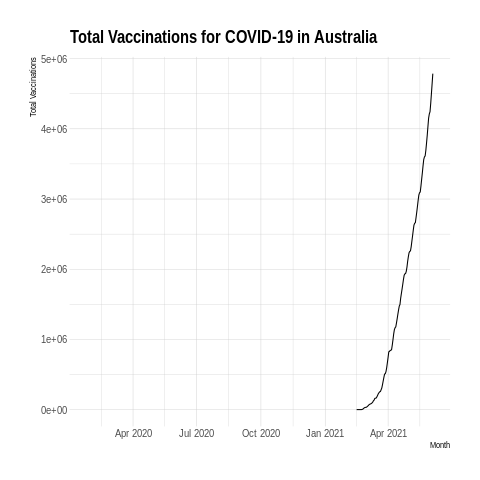 Total Vaccinations for COVID-19 in Australia
Total Vaccinations
5e+06
4e+06
3e+06
2e+06
1e+06
0e+00
Apr 2020 Jul 2020 Oct 2020 Jan 2021 Apr 2021
Month